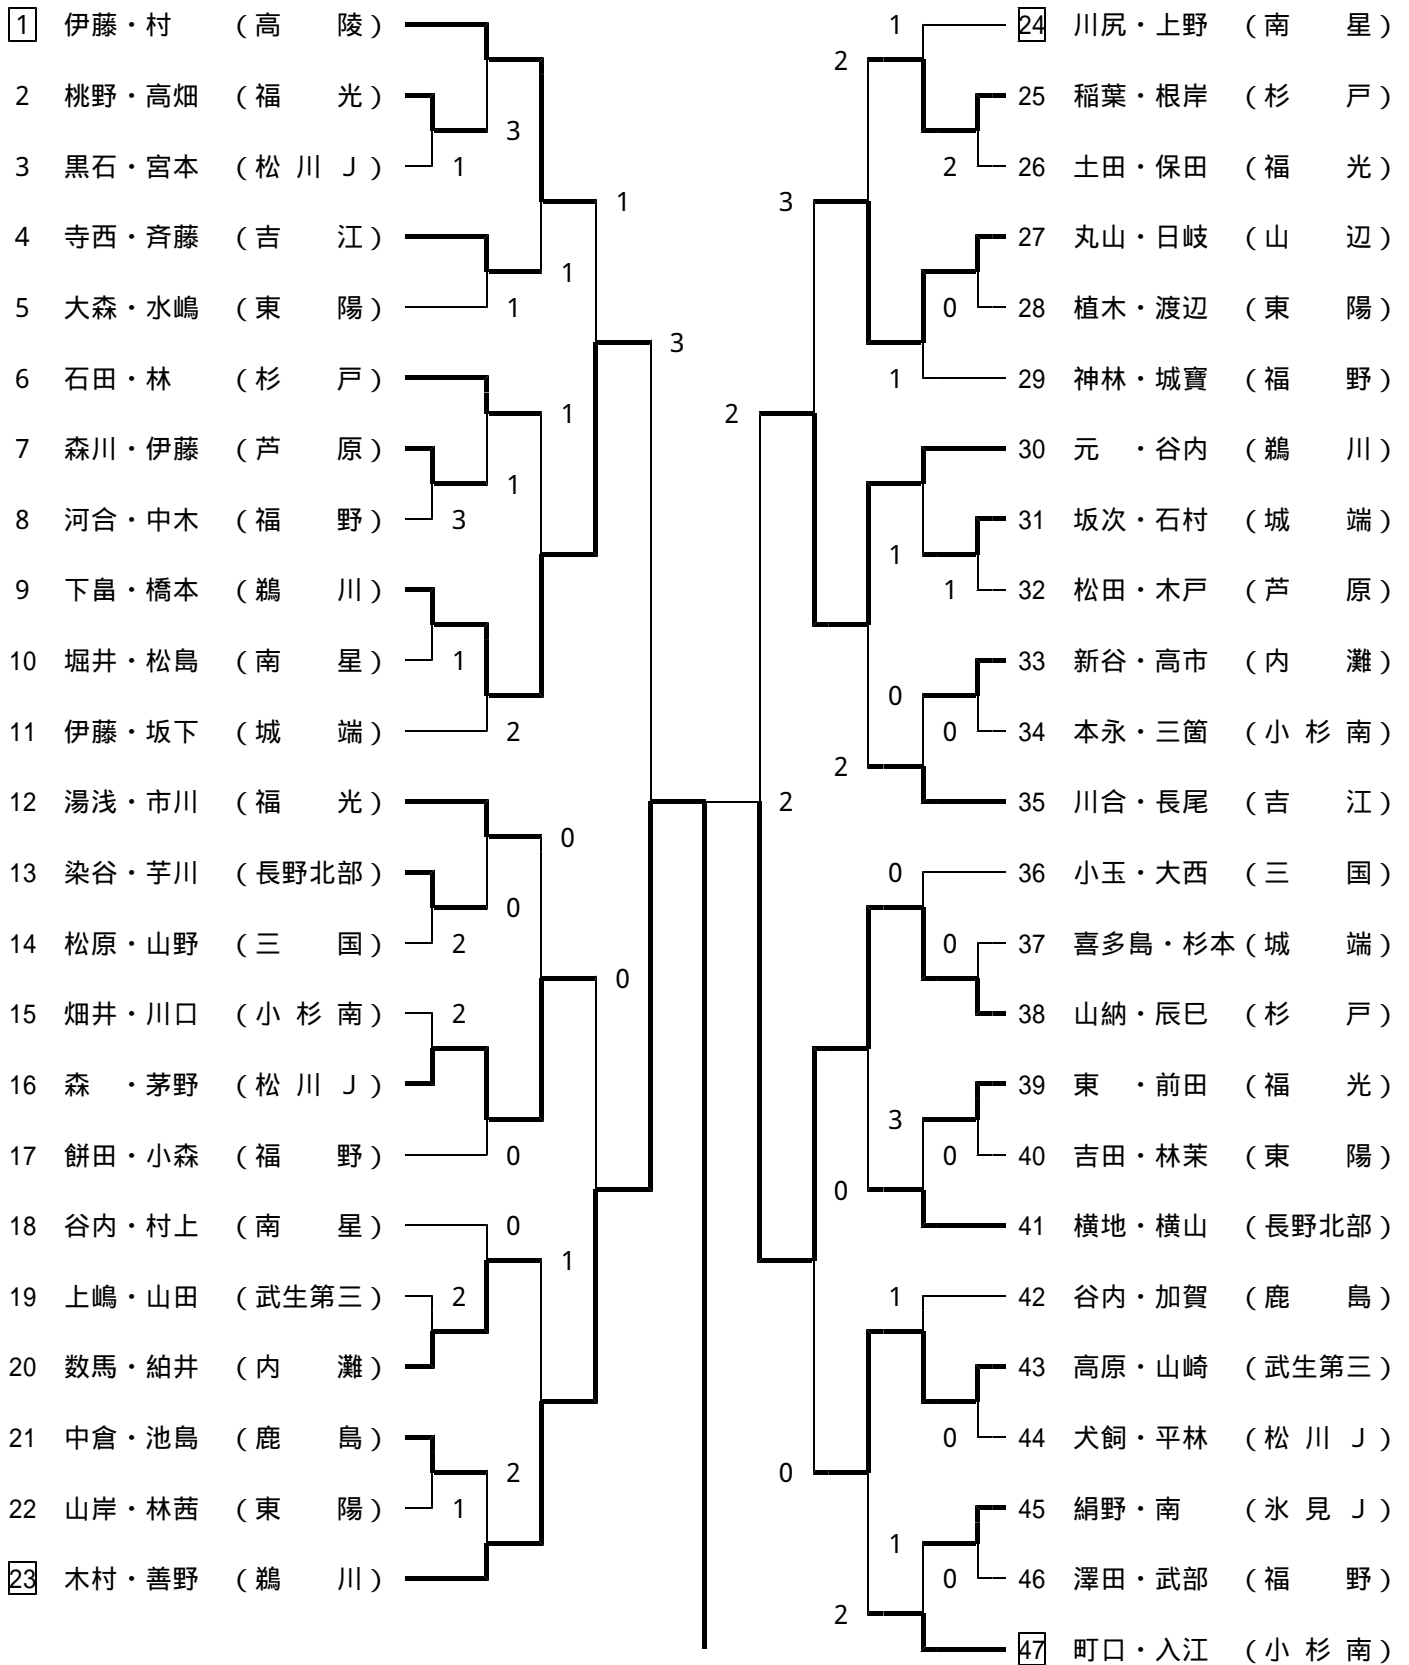 1 伊藤・村 （高 陵）
2 桃野・高畑 （福 光）
3 黒石・宮本 （松 川 Ｊ）
4 寺西・斉藤 （吉 江）
5 大森・水嶋 （東 陽）
6 石田・林 （杉 戸）
7 森川・伊藤 （芦 原）
8 河合・中木 （福 野）
9 下畠・橋本 （鵜 川）
10 堀井・松島 （南 星）
11 伊藤・坂下 （城 端）
12 湯浅・市川 （福 光）
13 染谷・芋川 （長野北部）
14 松原・山野 （三 国）
15 畑井・川口 （小 杉 南）
16 森 ・茅野 （松 川 Ｊ）
17 餅田・小森 （福 野）
18 谷内・村上 （南 星）
19 上嶋・山田 （武生第三）
20 数馬・絈井 （内 灘）
21 中倉・池島 （鹿 島）
22 山岸・林茜 （東 陽）
23 木村・善野 （鵜 川）
3
1
1
1
1
3
1
1
3
1
2
0
0
2
0
2
0
0
1
2
2
1
1
2
2
3
2
0
1
2
1
1
0
0
2
2
0
0
3
0
0
1
0
0
1
0
2
24 川尻・上野 （南 星）
25 稲葉・根岸 （杉 戸）
26 土田・保田 （福 光）
27 丸山・日岐 （山 辺）
28 植木・渡辺 （東 陽）
29 神林・城寶 （福 野）
30 元 ・谷内 （鵜 川）
31 坂次・石村 （城 端）
32 松田・木戸 （芦 原）
33 新谷・高市 （内 灘）
34 本永・三箇 （小 杉 南）
35 川合・長尾 （吉 江）
36 小玉・大西 （三 国）
37 喜多島・杉本（城 端）
38 山納・辰巳 （杉 戸）
39 東 ・前田 （福 光）
40 吉田・林茉 （東 陽）
41 横地・横山 （長野北部）
42 谷内・加賀 （鹿 島）
43 高原・山崎 （武生第三）
44 犬飼・平林 （松 川 Ｊ）
45 絹野・南 （氷 見 Ｊ）
46 澤田・武部 （福 野）
47 町口・入江 （小 杉 南）